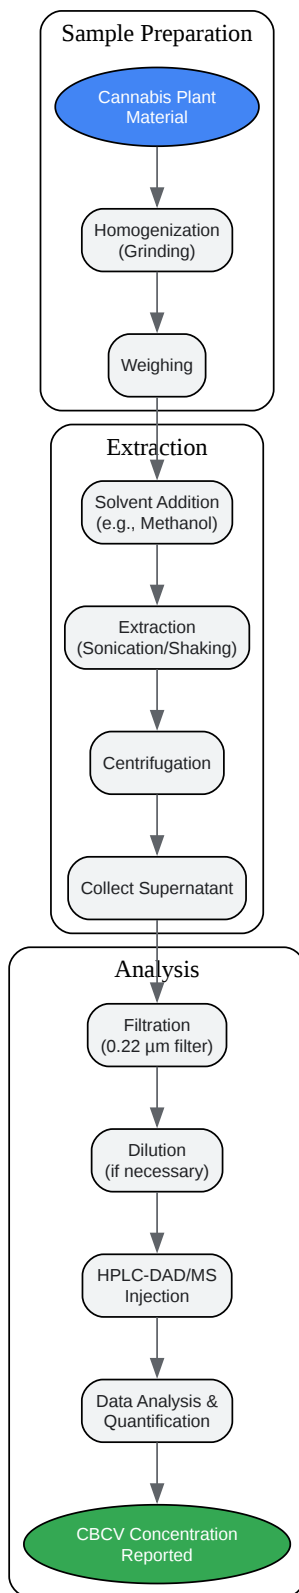 Sample Preparation
Cannabis Plant
Material
Homogenization
(Grinding)
Weighing
Extraction
Solvent Addition
(e.g., Methanol)
Extraction
(Sonication/Shaking)
Centrifugation
Collect Supernatant
Analysis
Filtration
(0.22 µm filter)
Dilution
(if necessary)
HPLC-DAD/MS
Injection
Data Analysis &
Quantification
CBCV Concentration
Reported